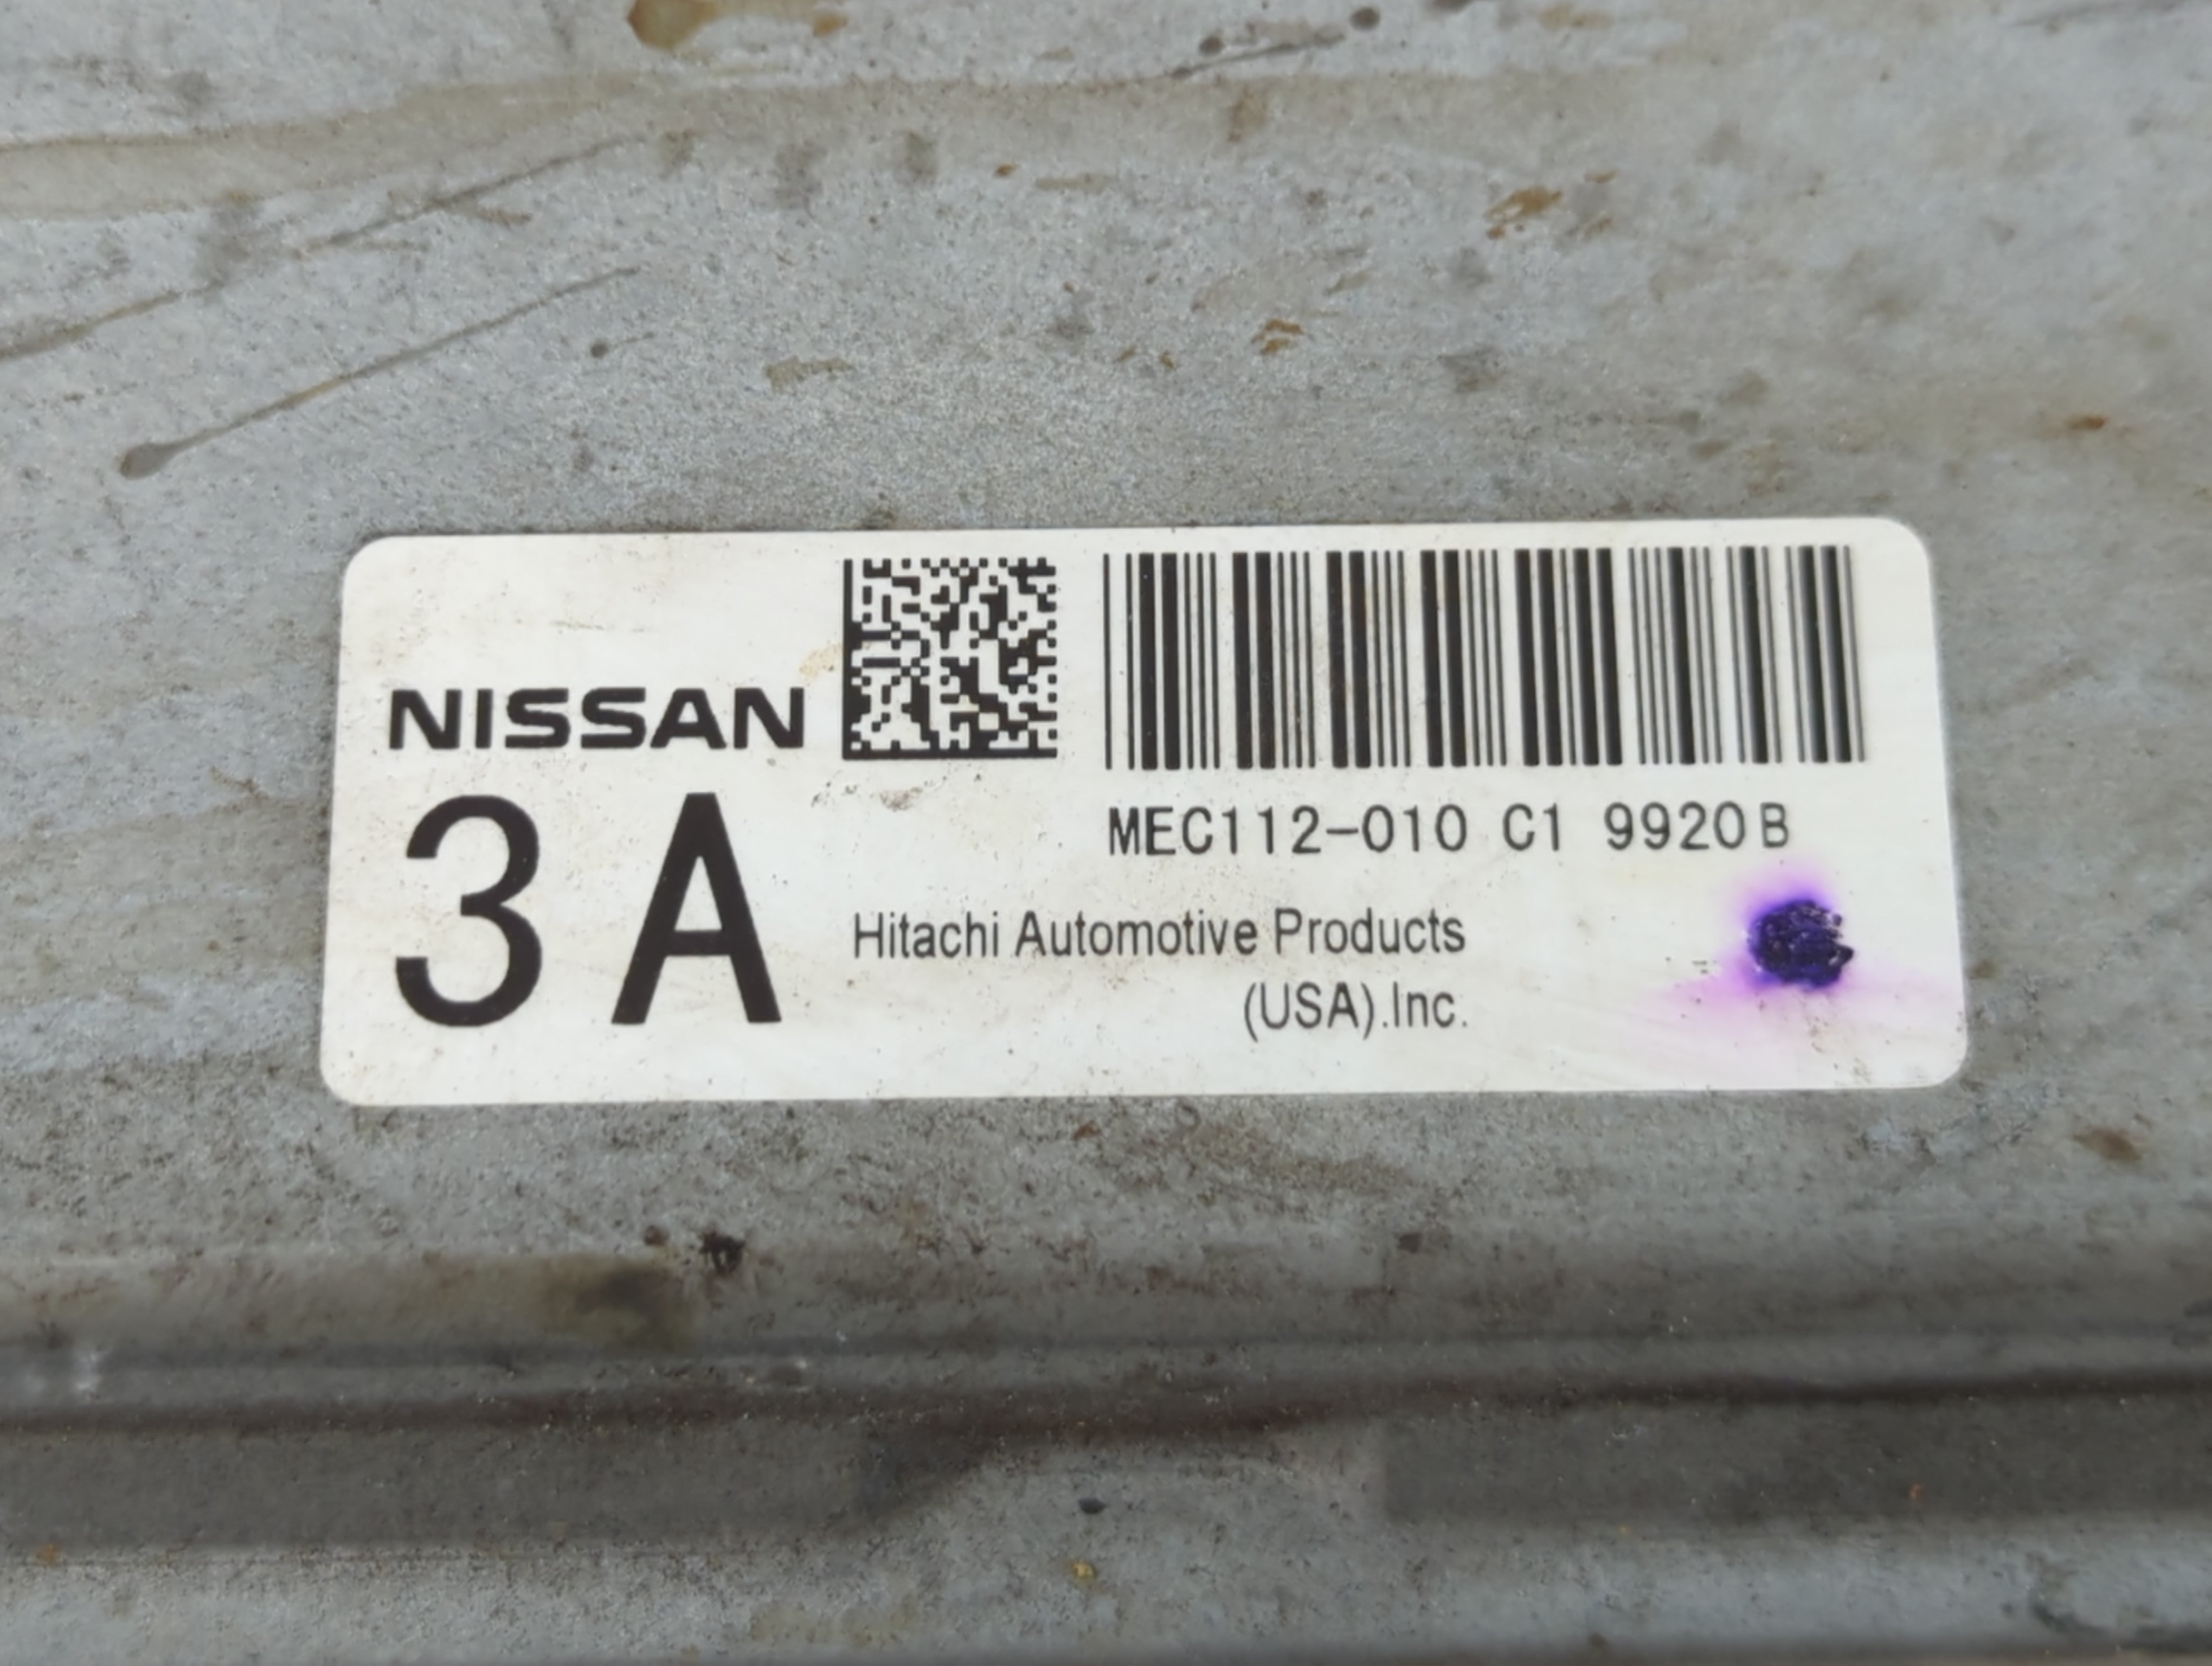 NISSAN
3A
MEC112-010 C1 9920B
Hitachi Automotive Products
(USA).Inc.